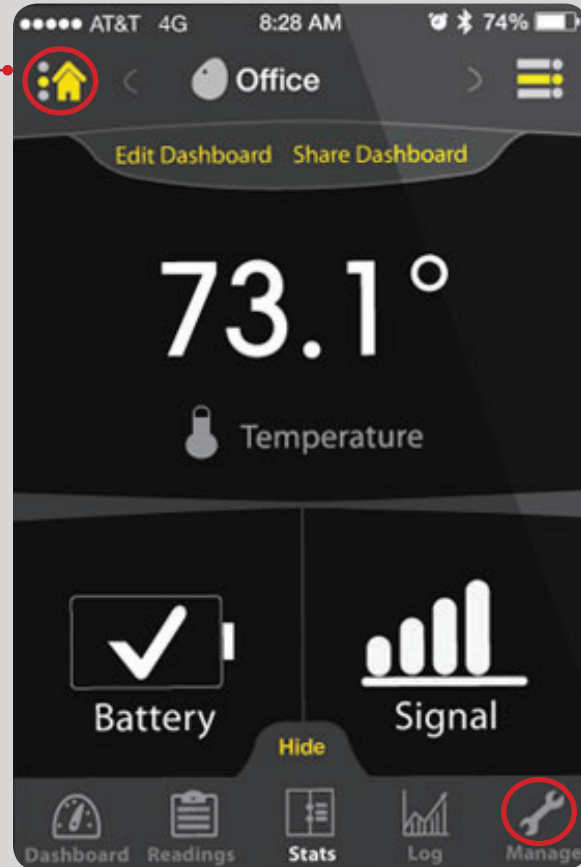 AT&T 4G 8:28 AM 74%
Office
Edit Dashboard Share Dashboard
73.1°
Temperature
Battery Signal
Hide
Dashboard Readings Stats Log Manage